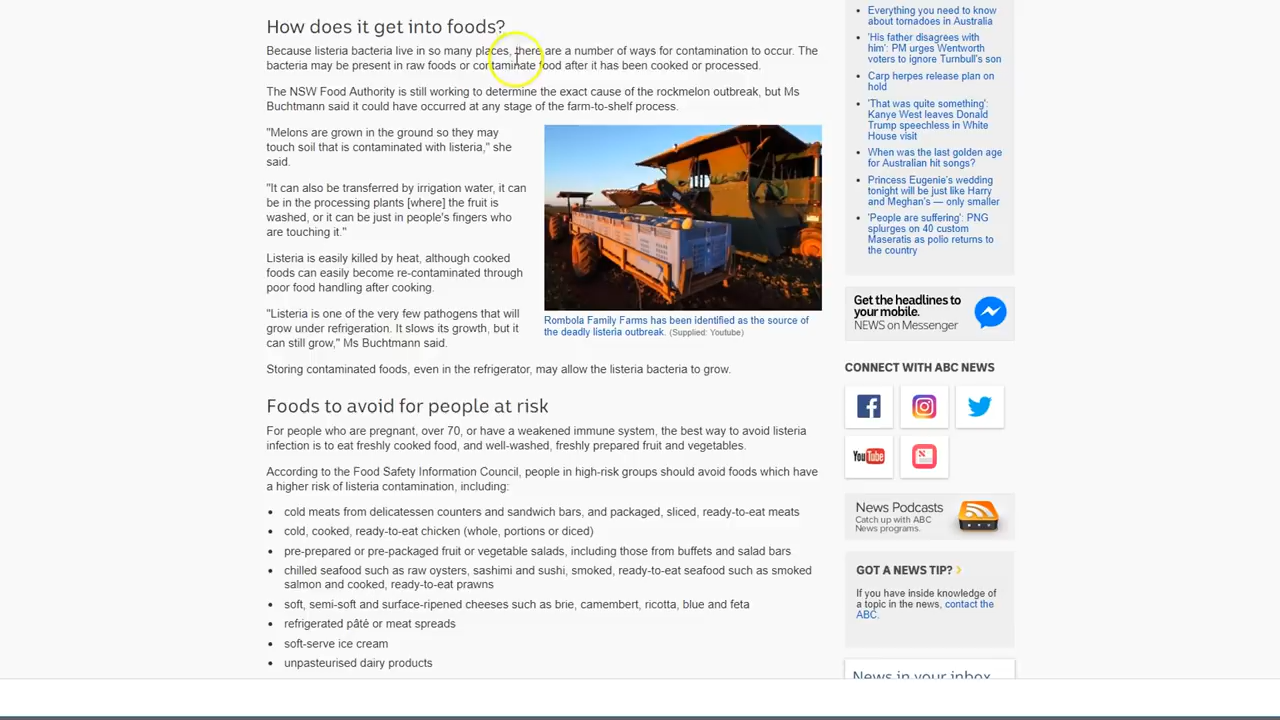 How does it get into foods?
Because listeria bacteria live in so many places, there are a number of ways for contamination to occur. The
bacteria may be present in raw foods or contaminate food after it has been cooked or processed.
The NSW Food Authority is still working to determine the exact cause of the rockmelon outbreak, but Ms
Buchtmann said it could have occurred at any stage of the farm-to-shelf process.
"Melons are grown in the ground so they may
touch soil that is contaminated with listeria," she
said.
"It can also be transferred by irrigation water, it can
be in the processing plants [where] the fruit is
washed, or it can be just in people's fingers who
are touching it."
Listeria is easily killed by heat, although cooked
foods can easily become re-contaminated through
poor food handling after cooking.
"Listeria is one of the very few pathogens that will
grow under refrigeration. It slows its growth, but it
can still grow," Ms Buchtmann said.
Rombola Family Farms has been identified as the source of
the deadly listeria outbreak. (Supplied: Youtube)
Storing contaminated foods, even in the refrigerator, may allow the listeria bacteria to grow.
Foods to avoid for people at risk
For people who are pregnant, over 70, or have a weakened immune system, the best way to avoid listeria
infection is to eat freshly cooked food, and well-washed, freshly prepared fruit and vegetables.
According to the Food Safety Information Council, people in high-risk groups should avoid foods which have
a higher risk of listeria contamination, including:
• cold meats from delicatessen counters and sandwich bars, and packaged, sliced, ready-to-eat meats
• cold, cooked, ready-to-eat chicken (whole, portions or diced)
• pre-prepared or pre-packaged fruit or vegetable salads, including those from buffets and salad bars
• chilled seafood such as raw oysters, sashimi and sushi, smoked, ready-to-eat seafood such as smoked
salmon and cooked, ready-to-eat prawns
• soft, semi-soft and surface-ripened cheeses such as brie, camembert, ricotta, blue and feta
• refrigerated pâté or meat spreads
• soft-serve ice cream
• unpasteurised dairy products
• Everything you need to know
about tornadoes in Australia
• 'His father disagrees with
him': PM urges Wentworth
voters to ignore Turnbull's son
• Carp herpes release plan on
hold
• 'That was quite something':
Kanye West leaves Donald
Trump speechless in White
House visit
• When was the last golden age
for Australian hit songs?
• Princess Eugenie's wedding
tonight will be just like Harry
and Meghan's — only smaller
• 'People are suffering': PNG
splurges on 40 custom
Maseratis as polio returns to
the country
Get the headlines to
your mobile.
NEWS on Messenger
CONNECT WITH ABC NEWS
YouTube
News Podcasts
Catch up with ABC
News programs.
GOT A NEWS TIP? >
If you have inside knowledge of
a topic in the news, contact the
ABC.
News in your inbox